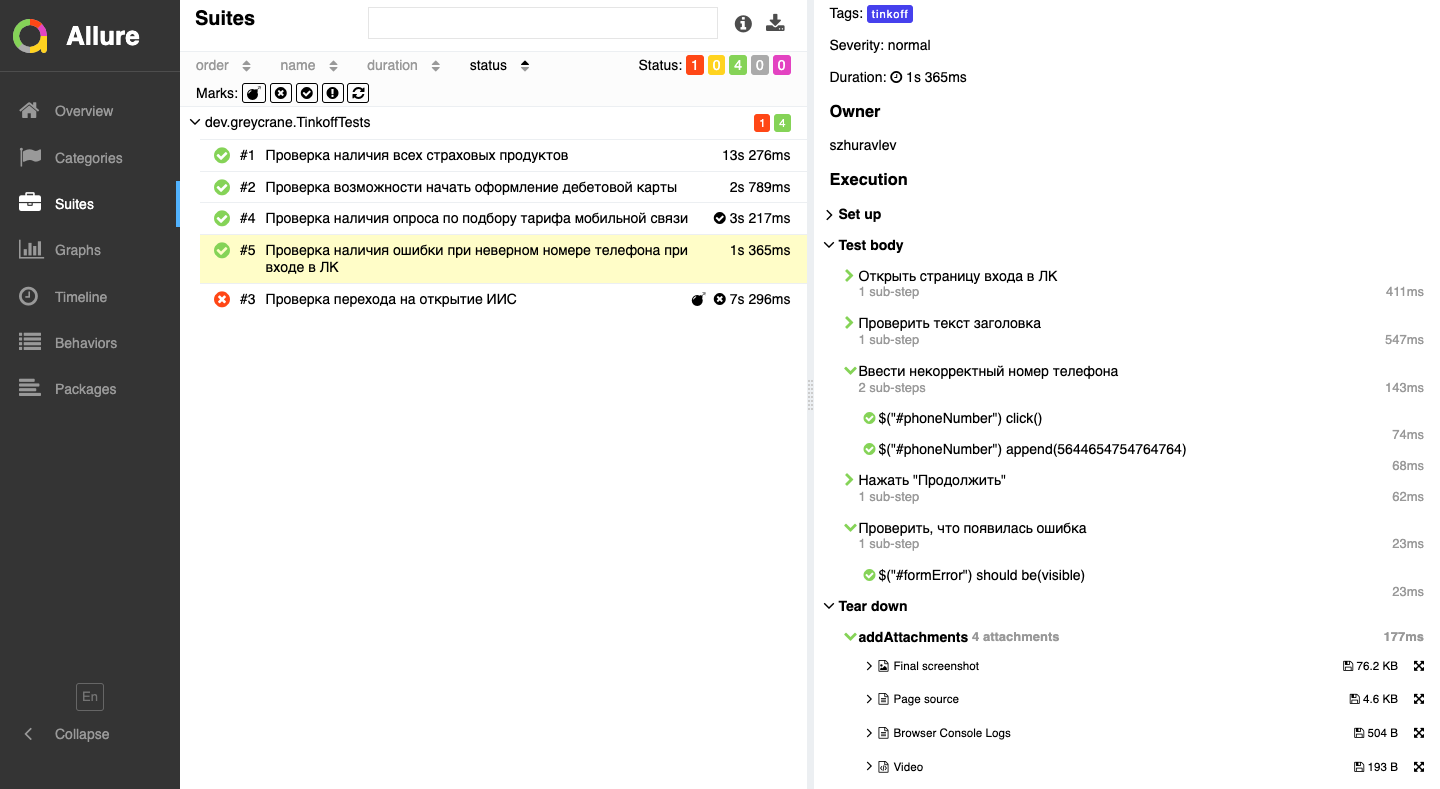 Allure
Overview
Categories
Suites
Graphs
Timeline
Behaviors
Packages
En
Collapse
Suites
order name duration status Status: 1 0 4 0 0
Marks:
dev.greycrane.TinkoffTests 1 4
#1 Проверка наличия всех страховых продуктов 13s 276ms
#2 Проверка возможности начать оформление дебетовой карты 2s 789ms
#4 Проверка наличия опроса по подбору тарифа мобильной связи 3s 217ms
#5 Проверка наличия ошибки при неверном номере телефона при 1s 365ms
входе в ЛК
#3 Проверка перехода на открытие ИИС 7s 296ms
Tags: tinkoff
Severity: normal
Duration: 1s 365ms
Owner
szhuravlev
Execution
Set up
Test body
Открыть страницу входа в ЛК
1 sub-step 411ms
Проверить текст заголовка
1 sub-step 547ms
Ввести некорректный номер телефона
2 sub-steps 143ms
$("#phoneNumber") click()
74ms
$("#phoneNumber") append(5644654754764764)
68ms
Нажать "Продолжить"
1 sub-step 62ms
Проверить, что появилась ошибка
1 sub-step 23ms
$("#formError") should be(visible)
23ms
Tear down
addAttachments 4 attachments 177ms
Final screenshot 76.2 KB
Page source 4.6 KB
Browser Console Logs 504 B
Video 193 B